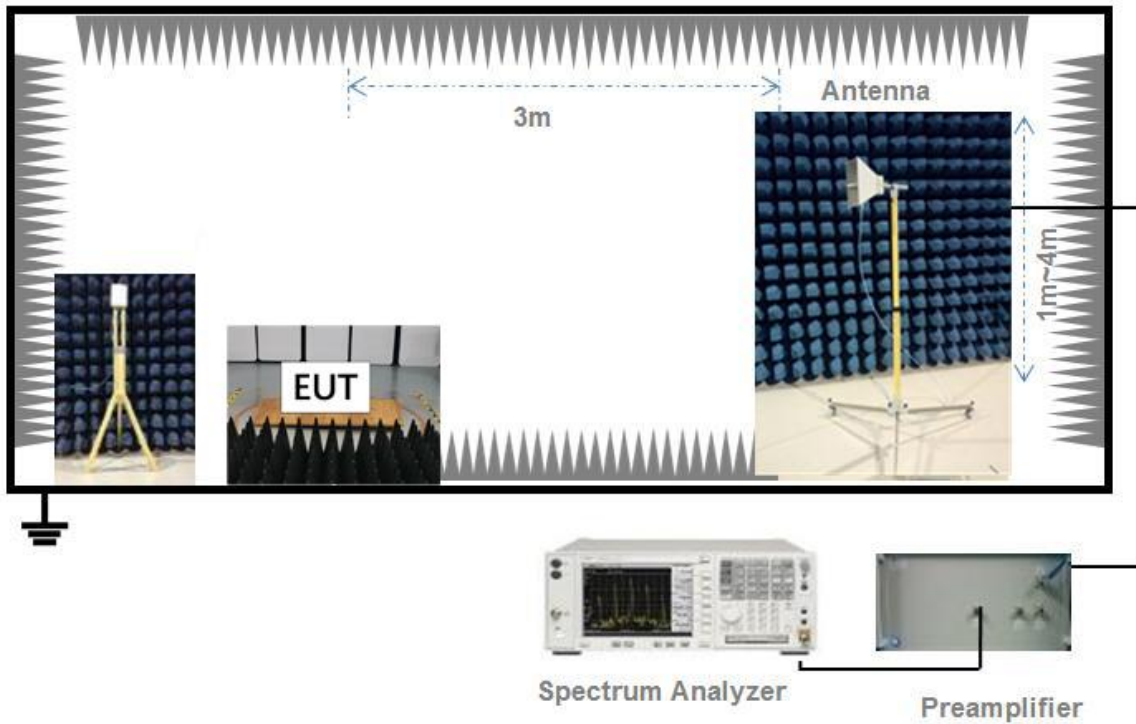 Antenna
3m
1m~4m
EUT
Spectrum Analyzer
Preamplifier